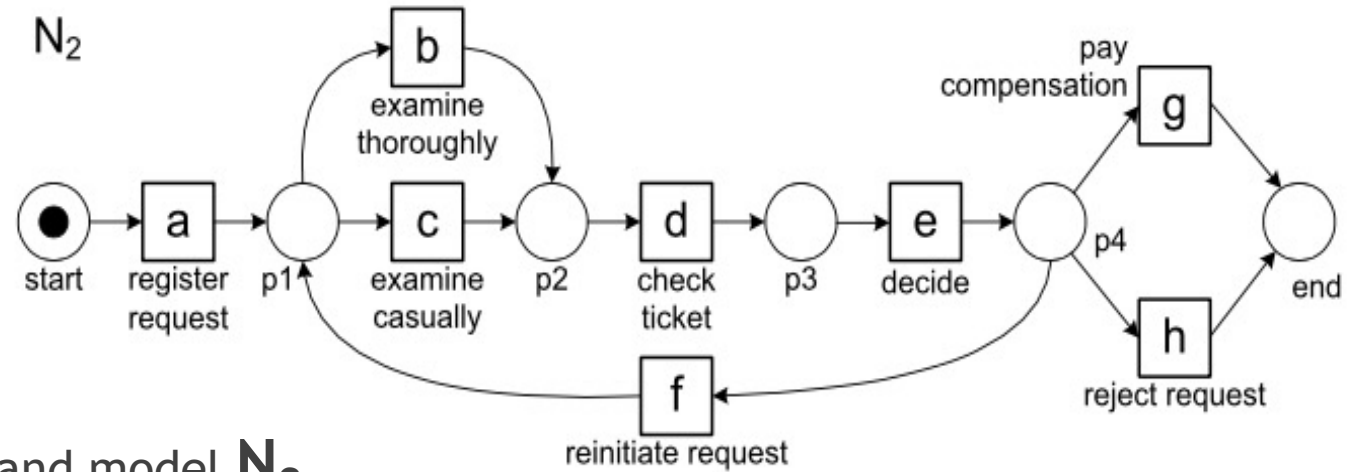 N₂
b
examine
thoroughly
pay
compensation
g
a
c
d
e
start
register
request
p1
examine
casually
p2
check
ticket
p3
decide
p4
end
h
reject request
f
reinitiate request
and model N₂